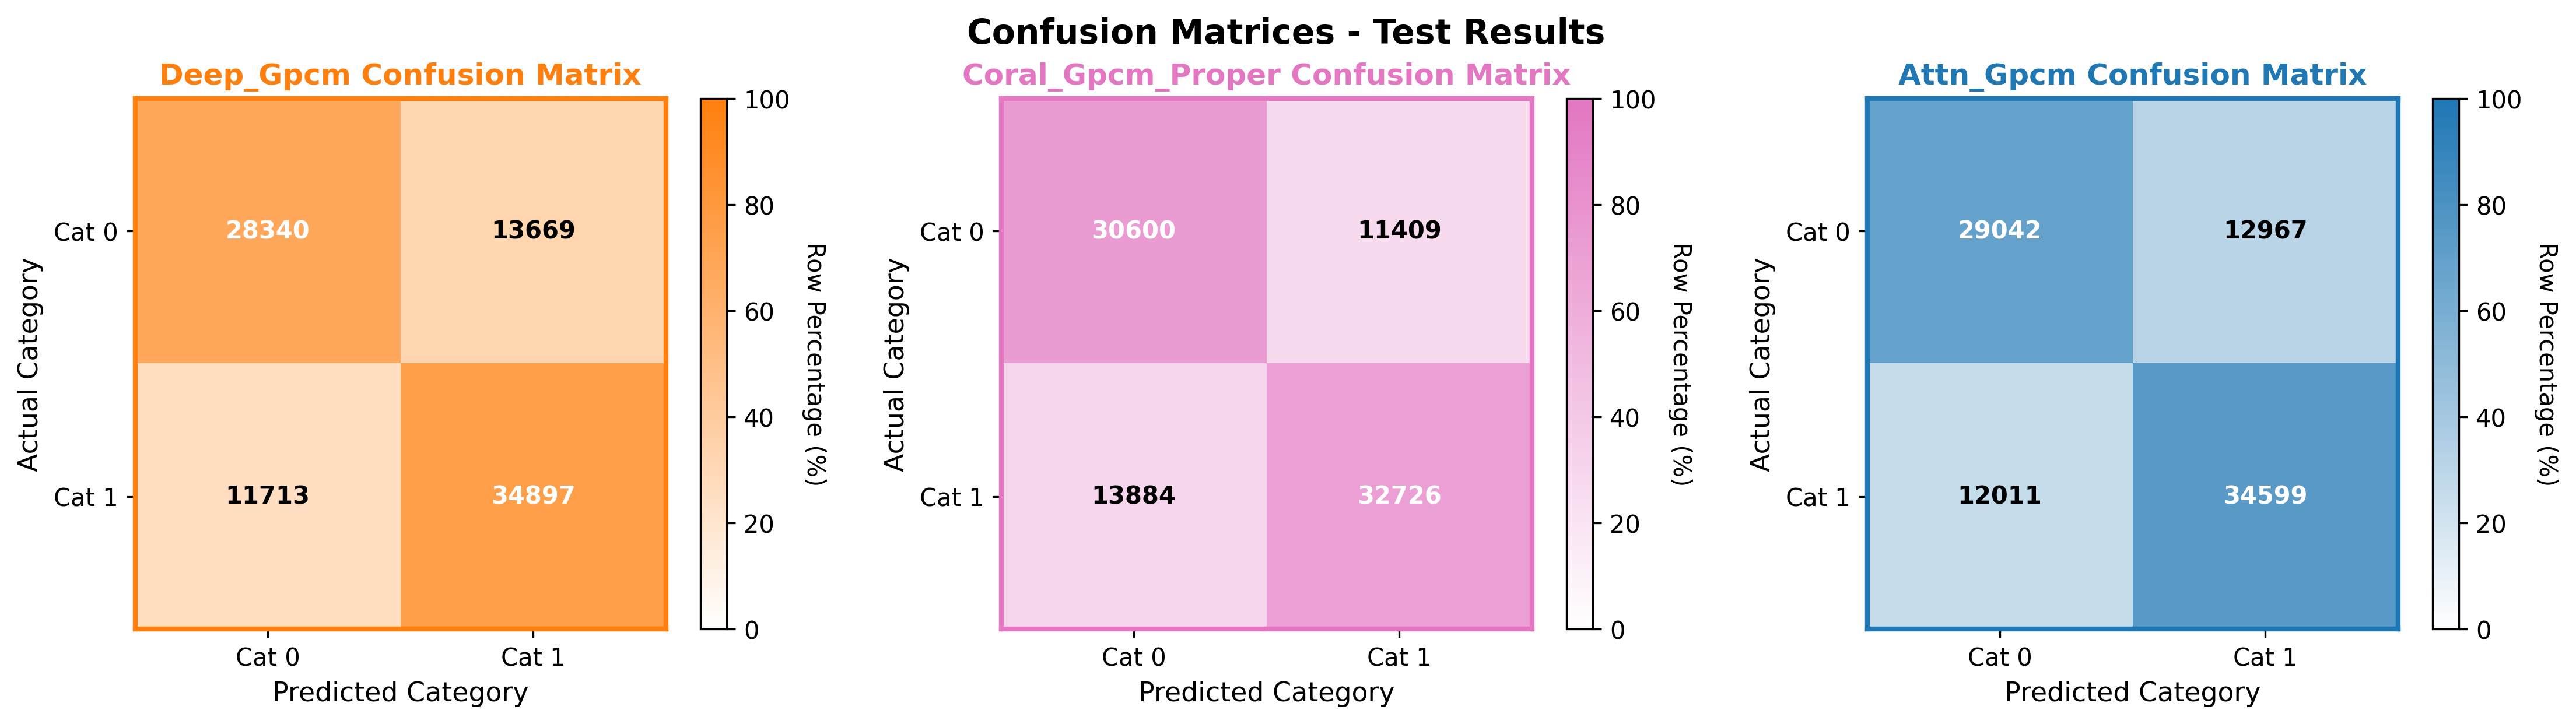 Confusion Matrices - Test Results
Deep_Gpcm Confusion Matrix
Actual Category
Cat 0
Cat 1
28340
13669
11713
34897
Cat 0
Cat 1
Predicted Category
100
80
60
40
20
0
Row Percentage (%)
Coral_Gpcm_Proper Confusion Matrix
Actual Category
Cat 0
Cat 1
30600
11409
13884
32726
Cat 0
Cat 1
Predicted Category
100
80
60
40
20
0
Row Percentage (%)
Attn_Gpcm Confusion Matrix
Actual Category
Cat 0
Cat 1
29042
12967
12011
34599
Cat 0
Cat 1
Predicted Category
100
80
60
40
20
0
Row Percentage (%)